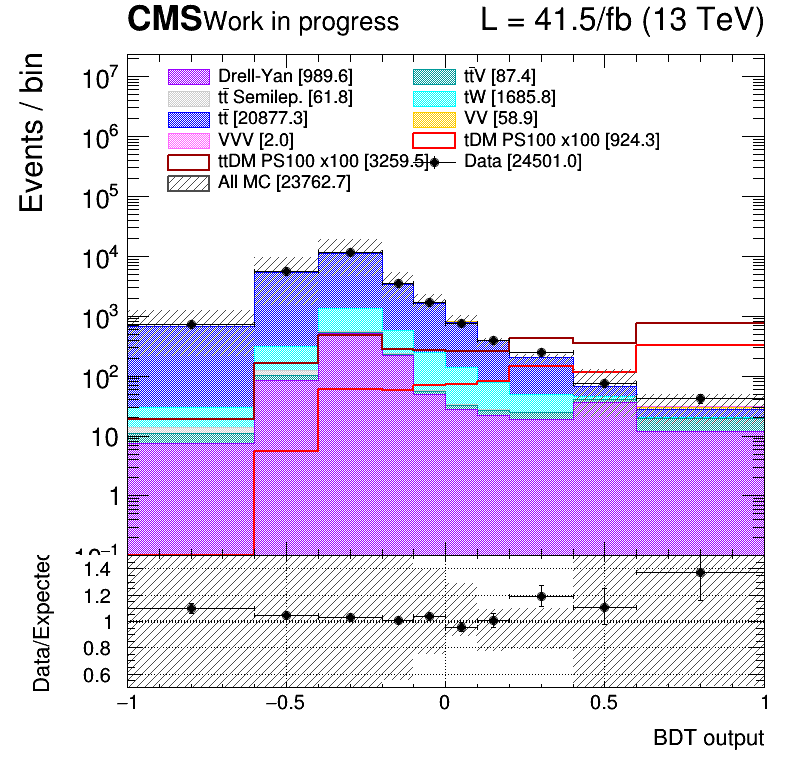 CMS Work in progress L = 41.5/fb (13 TeV)
Events / bin
Drell-Yan [989.6] tt̄V [87.4]
tt̄ Semilep. [61.8] tW [1685.8]
tt̄ [20877.3] VV [58.9]
VVV [2.0] tDM PS100 x100 [924.3]
ttDM PS100 x100 [3259.5] Data [24501.0]
All MC [23762.7]
10⁷
10⁶
10⁵
10⁴
10³
10²
10
1
10⁻¹
Data/Expected
1.4
1.2
1
0.8
0.6
−1 −0.5 0 0.5 1
BDT output